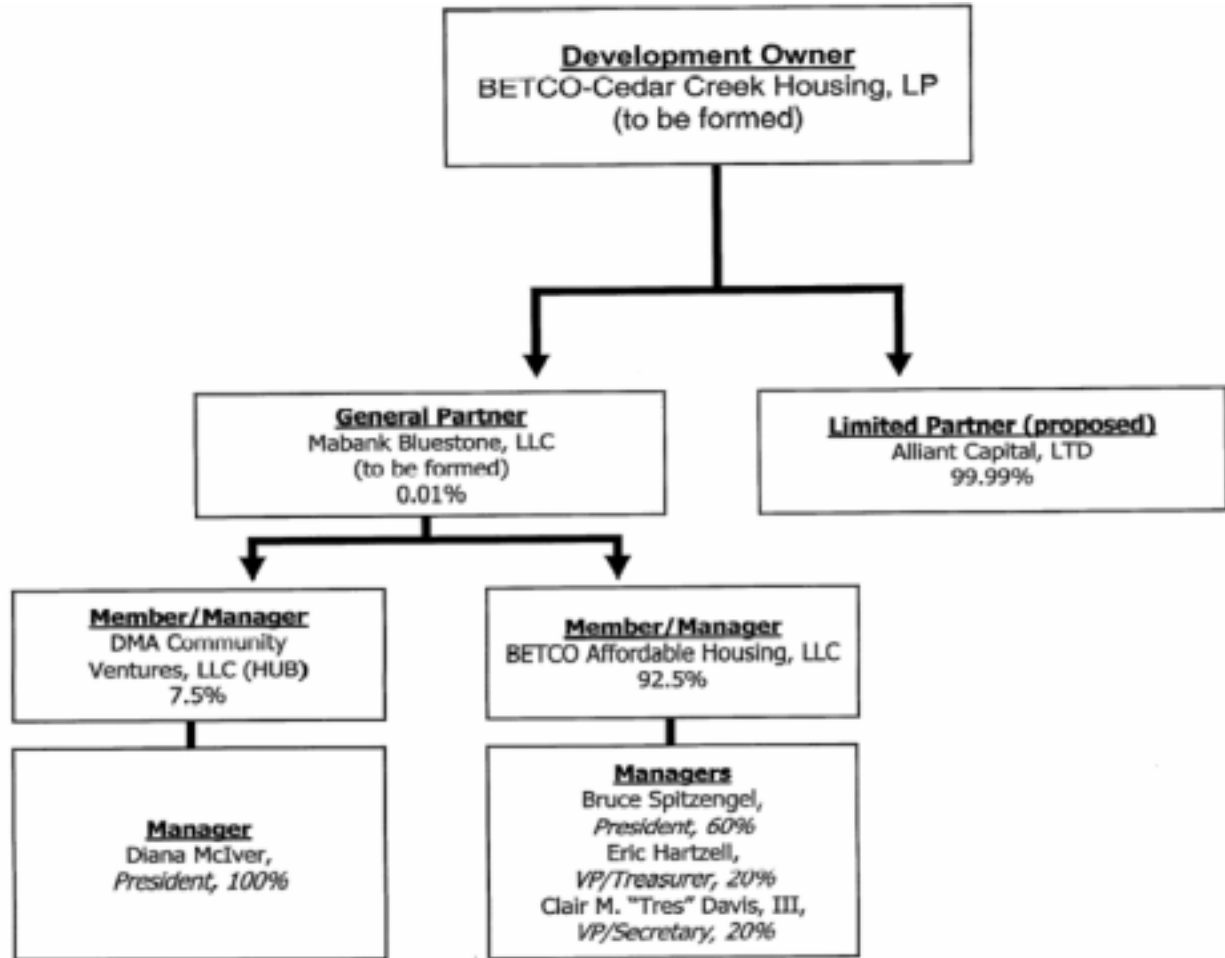 Development Owner
BETCO-Cedar Creek Housing, LP
(to be formed)
General Partner
Mabank Bluestone, LLC
(to be formed)
0.01%
Limited Partner (proposed)
Alliant Capital, LTD
99.99%
Member/Manager
DMA Community
Ventures, LLC (HUB)
7.5%
Member/Manager
BETCO Affordable Housing, LLC
92.5%
Manager
Diana McIver,
President, 100%
Managers
Bruce Spitzengel,
President, 60%
Eric Hartzell,
VP/Treasurer, 20%
Clair M. "Tres" Davis, III,
VP/Secretary, 20%